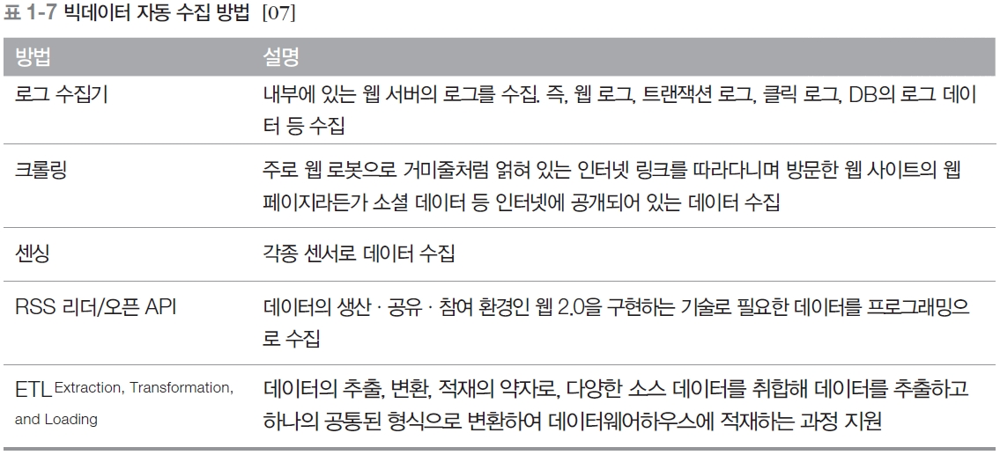 표 1-7 빅데이터 자동 수집 방법 [07]
방법 설명
로그 수집기 내부에 있는 웹 서버의 로그를 수집. 즉, 웹 로그, 트랜잭션 로그, 클릭 로그, DB의 로그 데이
터 등 수집
크롤링 주로 웹 로봇으로 거미줄처럼 얽혀 있는 인터넷 링크를 따라다니며 방문한 웹 사이트의 웹
페이지라든가 소셜 데이터 등 인터넷에 공개되어 있는 데이터 수집
센싱 각종 센서로 데이터 수집
RSS 리더/오픈 API 데이터의 생산 · 공유 · 참여 환경인 웹 2.0을 구현하는 기술로 필요한 데이터를 프로그래밍으
로 수집
ETL Extraction, Transformation, 데이터의 추출, 변환, 적재의 약자로, 다양한 소스 데이터를 취합해 데이터를 추출하고
and Loading 하나의 공통된 형식으로 변환하여 데이터웨어하우스에 적재하는 과정 지원